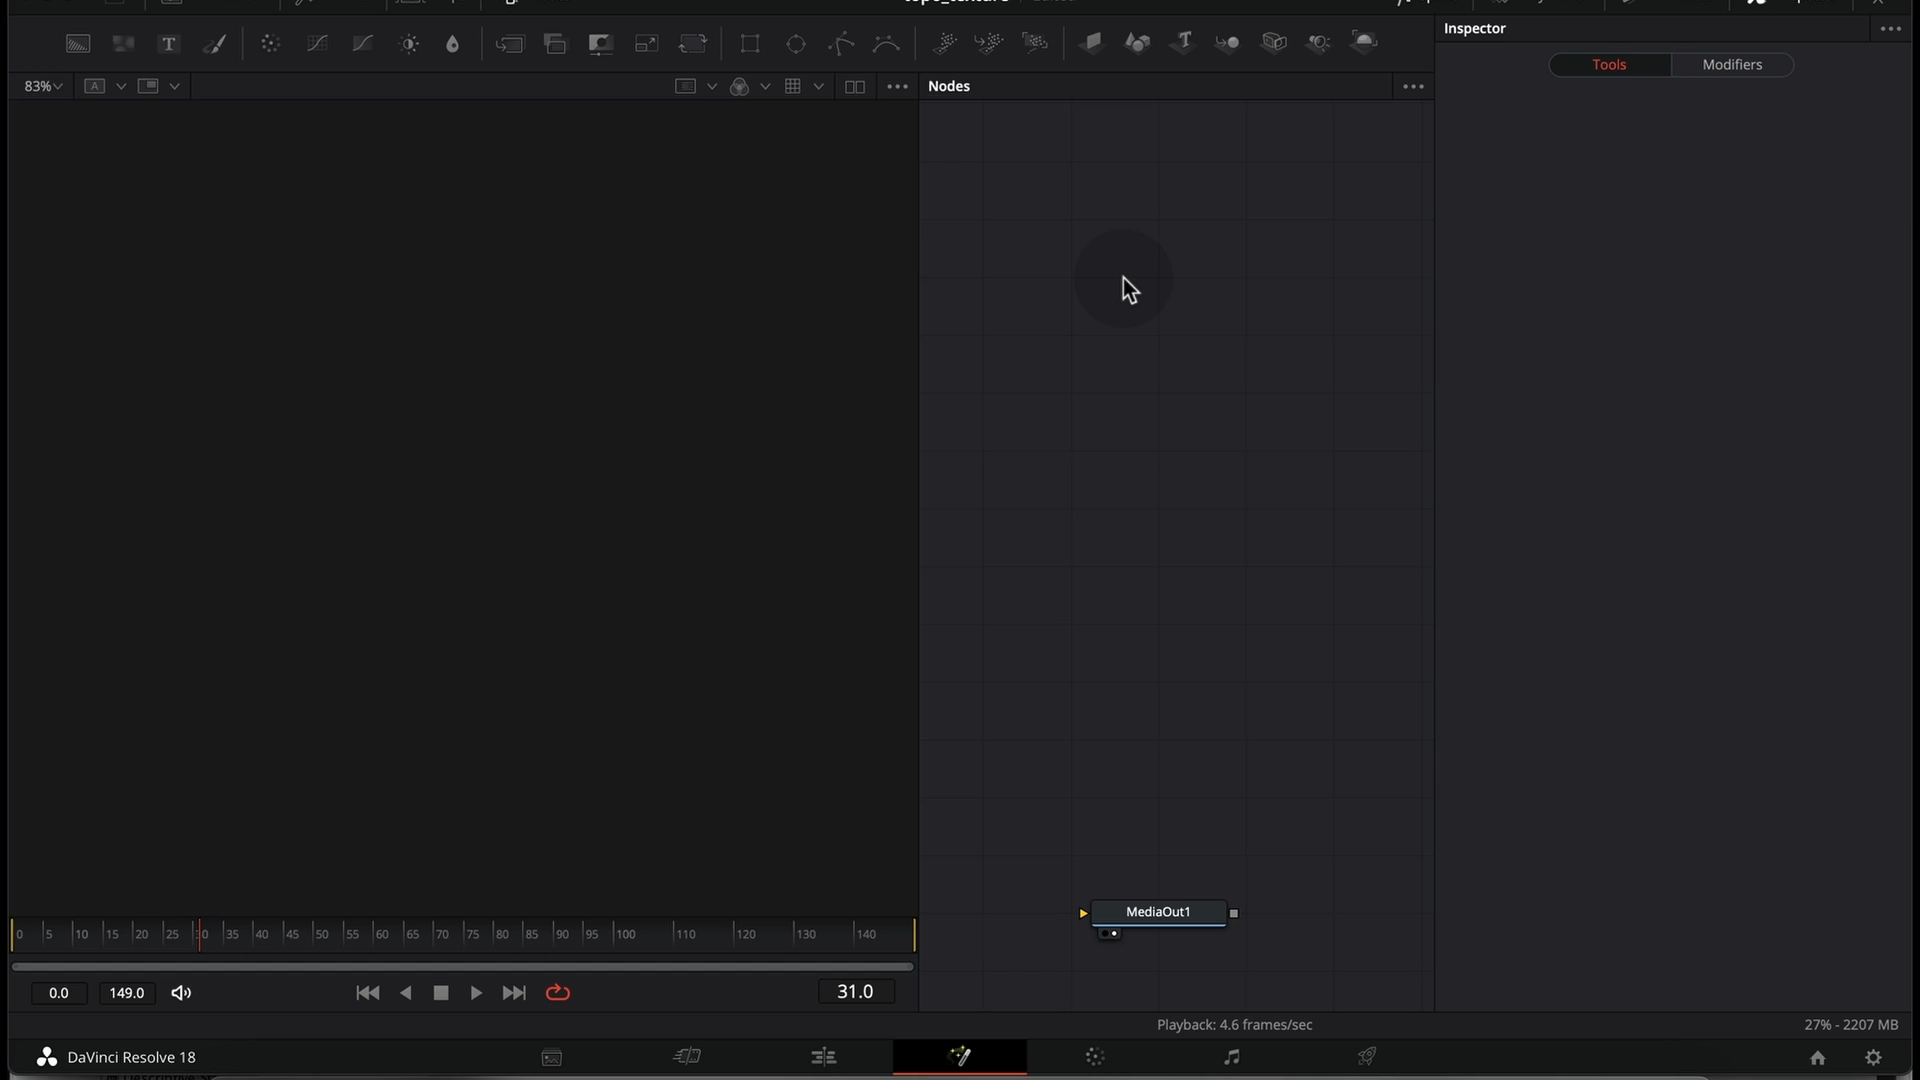 Inspector
Tools Modifiers
83% A Nodes
T
MediaOut1
0 5 10 15 20 25 30 35 40 45 50 55 60 65 70 75 80 85 90 95 100 110 120 130 140
0.0 149.0 31.0
Playback: 4.6 frames/sec 27% - 2207 MB
DaVinci Resolve 18